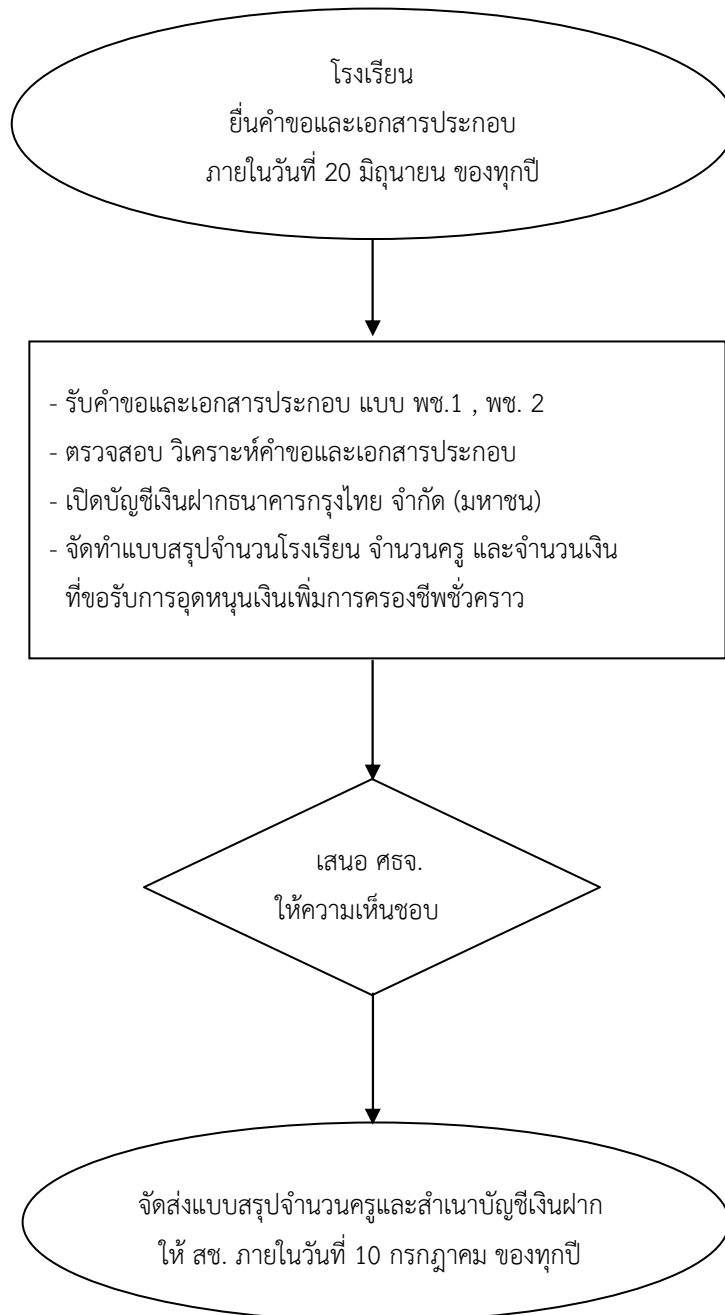 โรงเรียน
ยื่นคำขอและเอกสารประกอบ
ภายในวันที่ 20 มิถุนายน ของทุกปี
- รับคำขอและเอกสารประกอบ แบบ พช.1 , พช. 2
- ตรวจสอบ วิเคราะห์คำขอและเอกสารประกอบ
- เปิดบัญชีเงินฝากธนาคารกรุงไทย จำกัด (มหาชน)
- จัดทำแบบสรุปจำนวนโรงเรียน จำนวนครู และจำนวนเงิน
ที่ขอรับการอุดหนุนเงินเพิ่มการครองชีพชั่วคราว
เสนอ ศธจ.
ให้ความเห็นชอบ
จัดส่งแบบสรุปจำนวนครูและสำเนาบัญชีเงินฝาก
ให้ สช. ภายในวันที่ 10 กรกฎาคม ของทุกปี